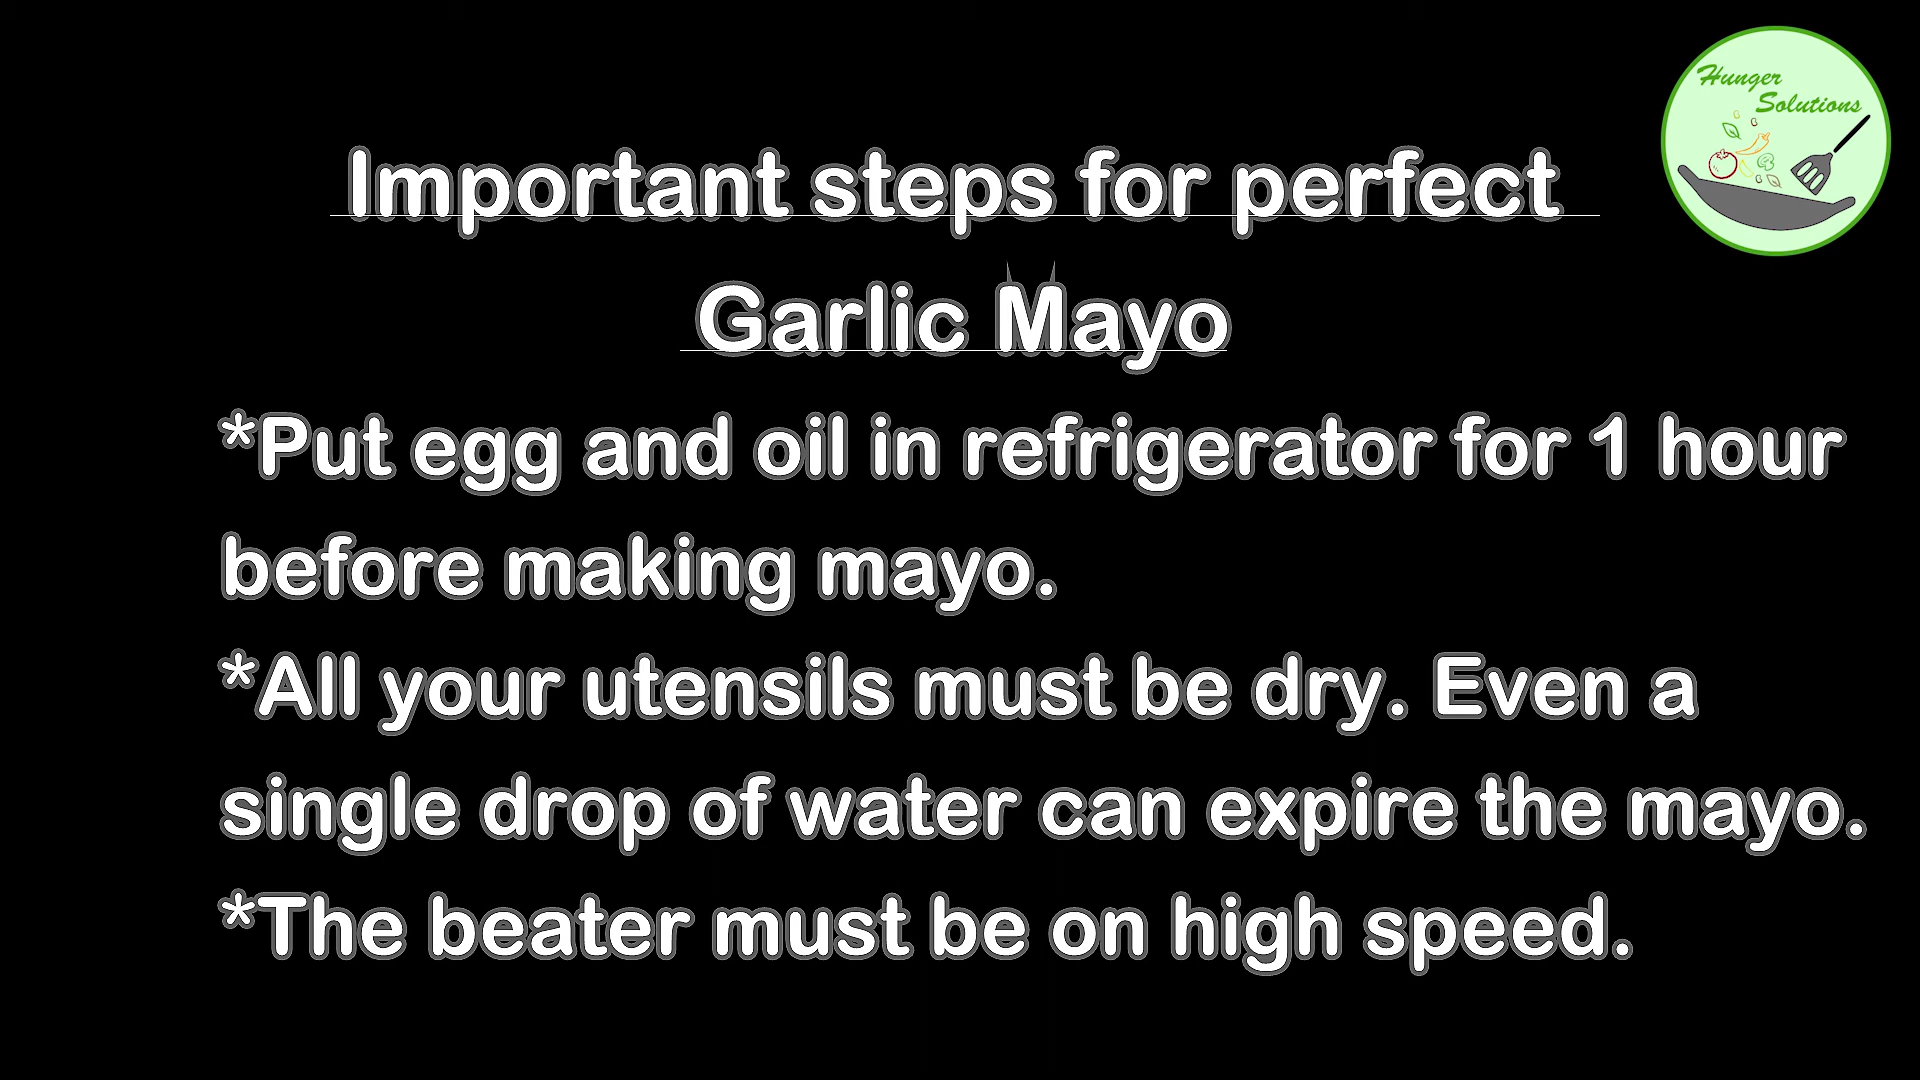 Hunger
Solutions
Important steps for perfect
Garlic Mayo
*Put egg and oil in refrigerator for 1 hour
before making mayo.
*All your utensils must be dry. Even a
single drop of water can expire the mayo.
*The beater must be on high speed.